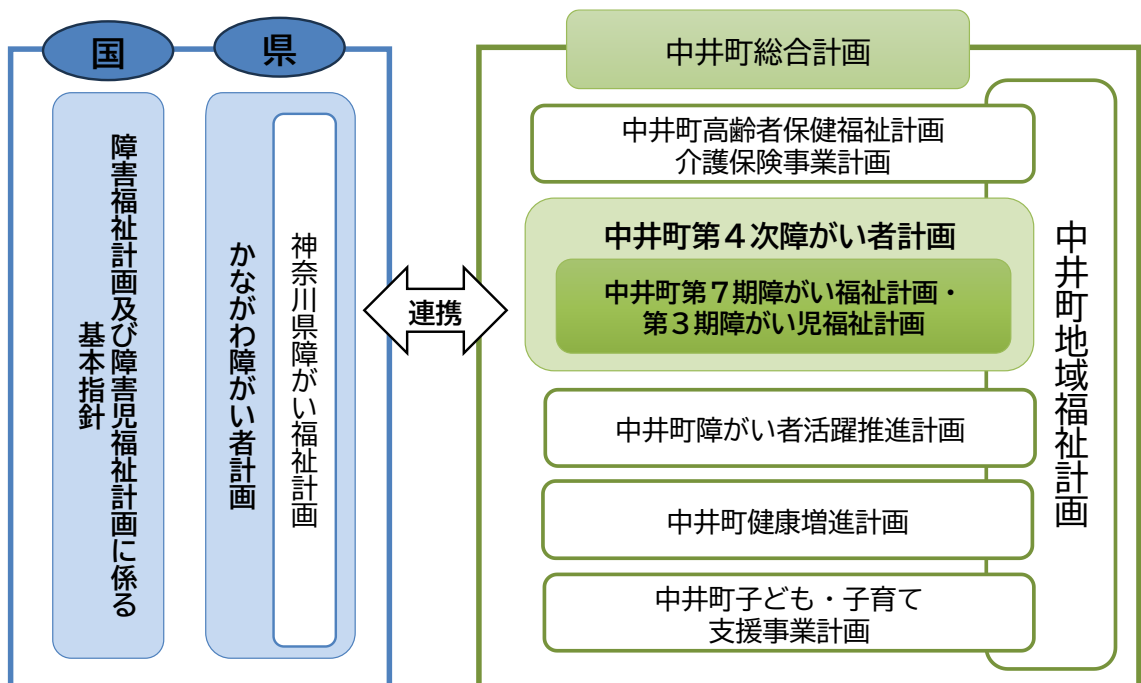 国
県
障害福祉計画及び障害児福祉計画に係る
基本指針
かながわ障がい者計画
神奈川県障がい福祉計画
連携
中井町総合計画
中井町高齢者保健福祉計画
介護保険事業計画
中井町第４次障がい者計画
中井町第７期障がい福祉計画・
第３期障がい児福祉計画
中井町障がい者活躍推進計画
中井町健康増進計画
中井町子ども・子育て
支援事業計画
中井町地域福祉計画